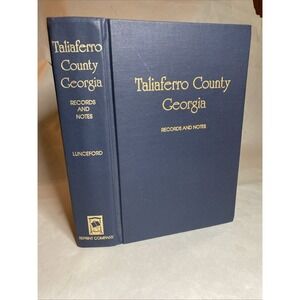 Taliaferro
County
Georgia
RECORDS
AND
NOTES
LUNCEFORD
REPRINT COMPANY
Taliaferro County
Georgia
RECORDS AND NOTES